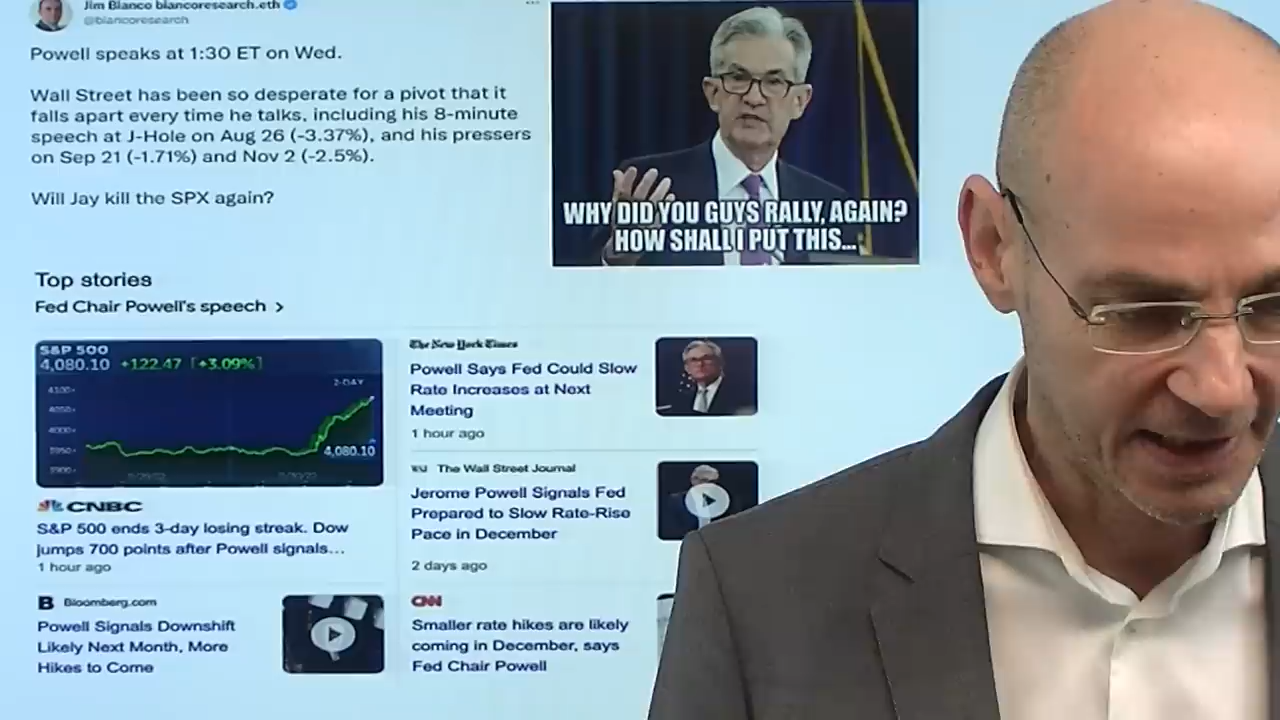 Jim Bianco biancoresearch.eth
@biancoresearch
Powell speaks at 1:30 ET on Wed.
Wall Street has been so desperate for a pivot that it
falls apart every time he talks, including his 8-minute
speech at J-Hole on Aug 26 (-3.37%), and his pressers
on Sep 21 (-1.71%) and Nov 2 (-2.5%).
Will Jay kill the SPX again?
WHY DID YOU GUYS RALLY, AGAIN?
HOW SHALL I PUT THIS...
Top stories
Fed Chair Powell's speech >
S&P 500
4,080.10 +122.47 [+3.09%]
2-DAY
4100
4050
4000
3950
3900
4,080.10
CNBC
S&P 500 ends 3-day losing streak. Dow
jumps 700 points after Powell signals...
1 hour ago
B Bloomberg.com
Powell Signals Downshift
Likely Next Month, More
Hikes to Come
The New York Times
Powell Says Fed Could Slow
Rate Increases at Next
Meeting
1 hour ago
WSJ The Wall Street Journal
Jerome Powell Signals Fed
Prepared to Slow Rate-Rise
Pace in December
2 days ago
CNN
Smaller rate hikes are likely
coming in December, says
Fed Chair Powell